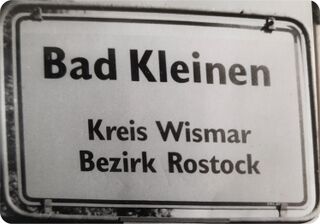 Bad Kleinen
Kreis Wismar
Bezirk Rostock